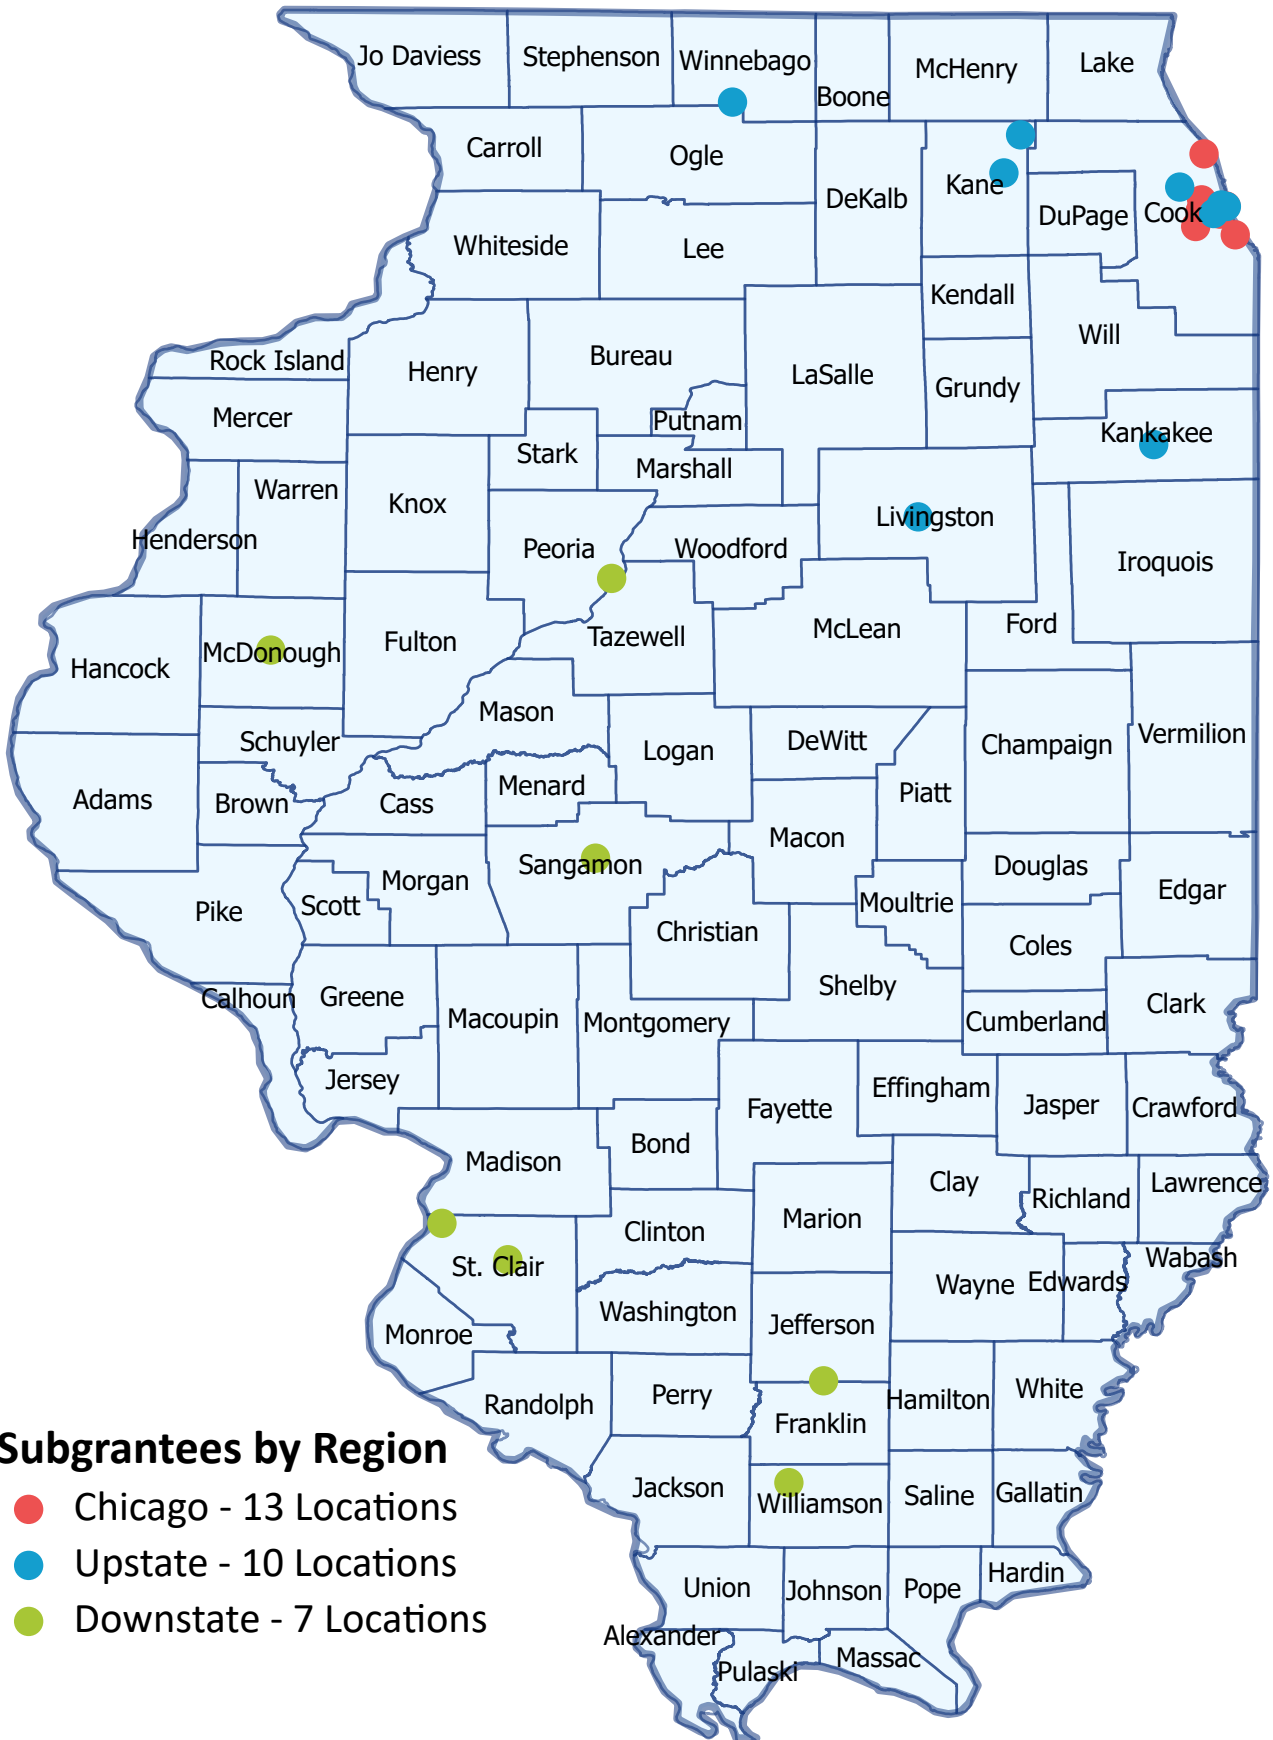 Jo Daviess
Stephenson
Winnebago
Boone
McHenry
Lake
Carroll
Ogle
DeKalb
Kane
DuPage
Cook
Whiteside
Lee
Kendall
Will
Rock Island
Henry
Bureau
LaSalle
Grundy
Mercer
Putnam
Kankakee
Stark
Marshall
Warren
Knox
Livingston
Henderson
Peoria
Woodford
Iroquois
Hancock
McDonough
Fulton
Tazewell
McLean
Ford
Mason
Schuyler
Logan
DeWitt
Champaign
Vermilion
Adams
Brown
Cass
Menard
Piatt
Macon
Sangamon
Douglas
Edgar
Pike
Scott
Morgan
Christian
Moultrie
Coles
Calhoun
Greene
Macoupin
Montgomery
Shelby
Cumberland
Clark
Jersey
Fayette
Effingham
Jasper
Crawford
Madison
Bond
Clay
Richland
Lawrence
St. Clair
Clinton
Marion
Wayne
Edwards
Wabash
Monroe
Washington
Jefferson
Randolph
Perry
Franklin
Hamilton
White
Jackson
Williamson
Saline
Gallatin
Union
Johnson
Pope
Hardin
Alexander
Pulaski
Massac
Subgrantees by Region
Chicago - 13 Locations
Upstate - 10 Locations
Downstate - 7 Locations